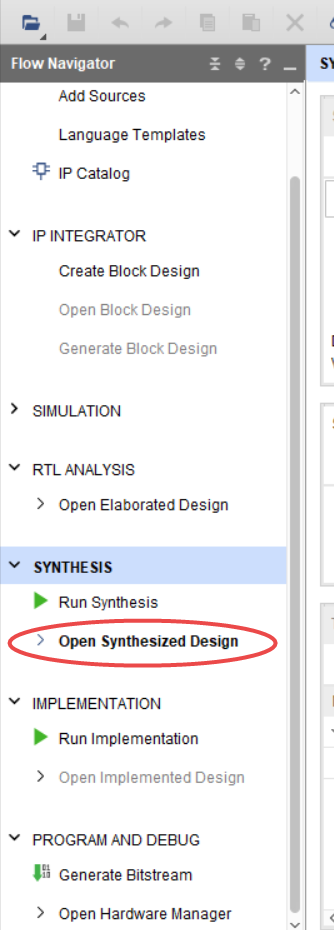 Flow Navigator ? SY
Add Sources
Language Templates
IP Catalog
IP INTEGRATOR
Create Block Design
Open Block Design
Generate Block Design
SIMULATION
RTL ANALYSIS
Open Elaborated Design
SYNTHESIS
Run Synthesis
Open Synthesized Design
IMPLEMENTATION
Run Implementation
Open Implemented Design
PROGRAM AND DEBUG
Generate Bitstream
Open Hardware Manager